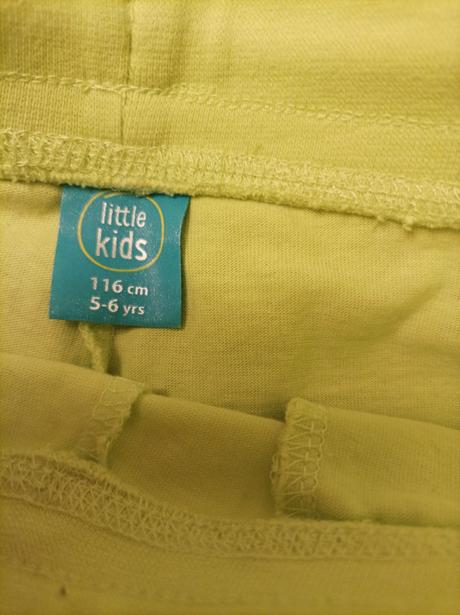 little
kids
116 cm
5-6 yrs